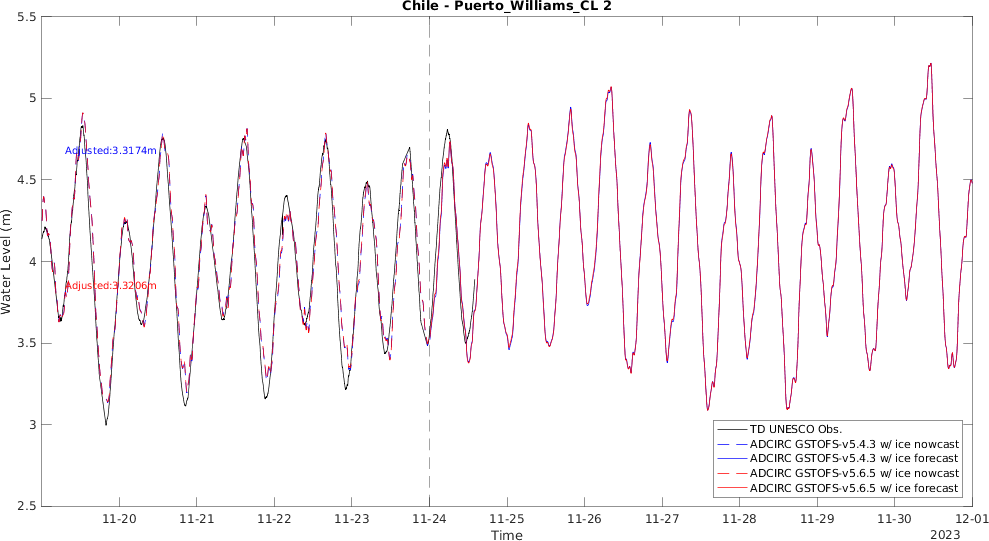 Chile - Puerto_Williams_CL 2
5.5
5
4.5
4
3.5
3
2.5
Water Level (m)
Adjusted:3.3174m
Adjusted:3.3206m
TD UNESCO Obs.
ADCIRC GSTOFS-v5.4.3 w/ ice nowcast
ADCIRC GSTOFS-v5.4.3 w/ ice forecast
ADCIRC GSTOFS-v5.6.5 w/ ice nowcast
ADCIRC GSTOFS-v5.6.5 w/ ice forecast
11-20 11-21 11-22 11-23 11-24 11-25 11-26 11-27 11-28 11-29 11-30 12-01
Time
2023